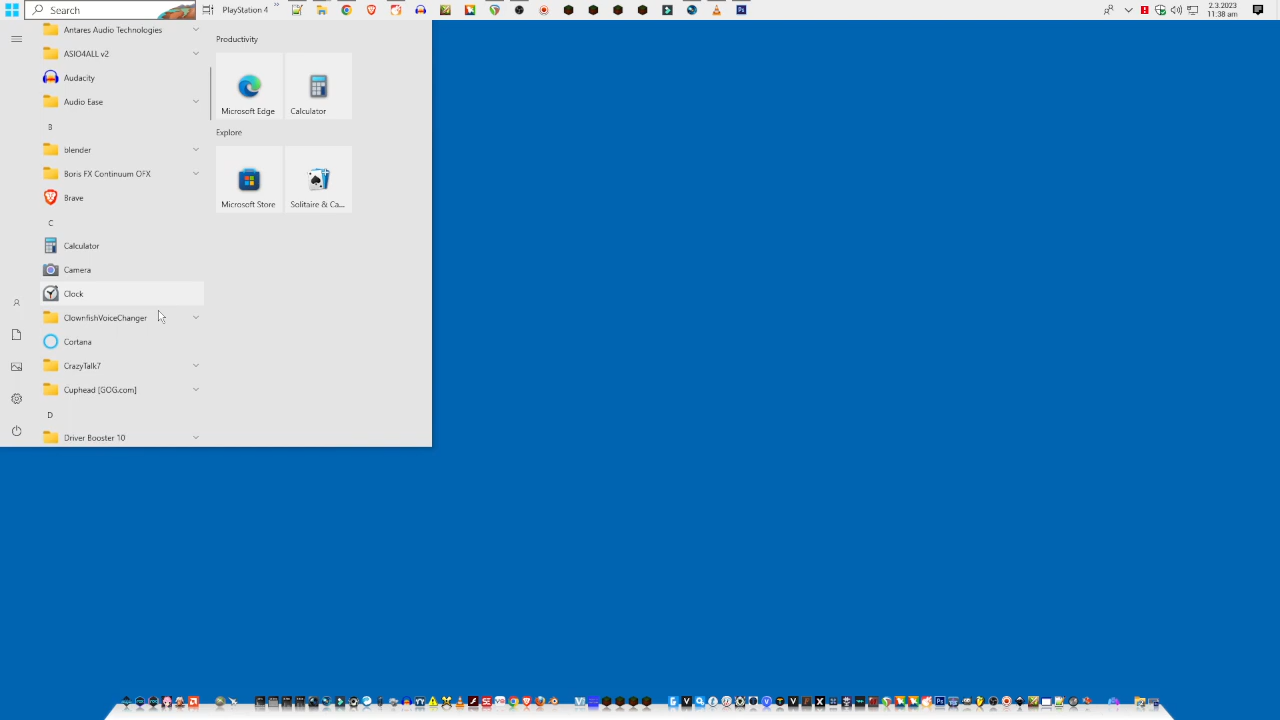 Search
PlayStation 4
2.3.2023
11:38 am
Antares Audio Technologies
ASIO4ALL v2
Audacity
Audio Ease
B
blender
Boris FX Continuum OFX
Brave
C
Calculator
Camera
Clock
ClownfishVoiceChanger
Cortana
CrazyTalk7
Cuphead [GOG.com]
D
Driver Booster 10
Productivity
Microsoft Edge
Calculator
Explore
Microsoft Store
Solitaire & Ca...